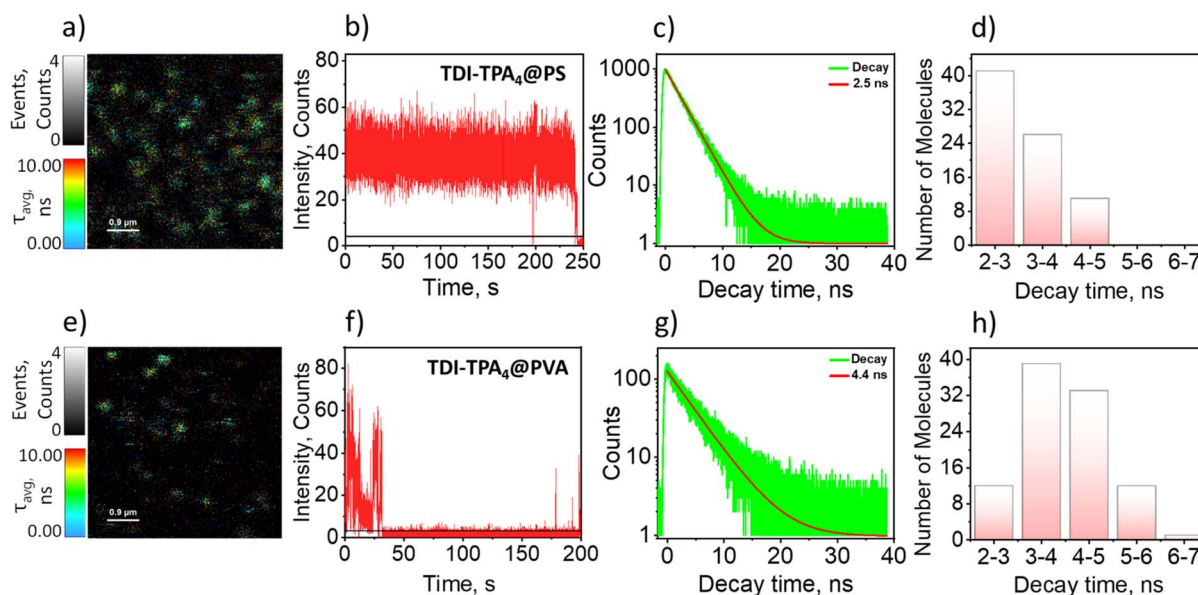 a)
Events,
Counts
4
0
10.00
τavg,
ns
0.00
0.9 µm
b)
Intensity, Counts
80
60
40
20
0
TDI-TPA₄@PS
0 50 100 150 200 250
Time, s
c)
Counts
1000
100
10
1
Decay
2.5 ns
0 10 20 30 40
Decay time, ns
d)
Number of Molecules
40
32
24
16
8
0
2-3 3-4 4-5 5-6 6-7
Decay time, ns
e)
Events,
Counts
4
0
10.00
τavg,
ns
0.00
0.9 µm
f)
Intensity, Counts
100
80
60
40
20
0
TDI-TPA₄@PVA
0 50 100 150 200
Time, s
g)
Counts
100
10
1
Decay
4.4 ns
0 10 20 30 40
Decay time, ns
h)
Number of Molecules
40
32
24
16
8
0
2-3 3-4 4-5 5-6 6-7
Decay time, ns